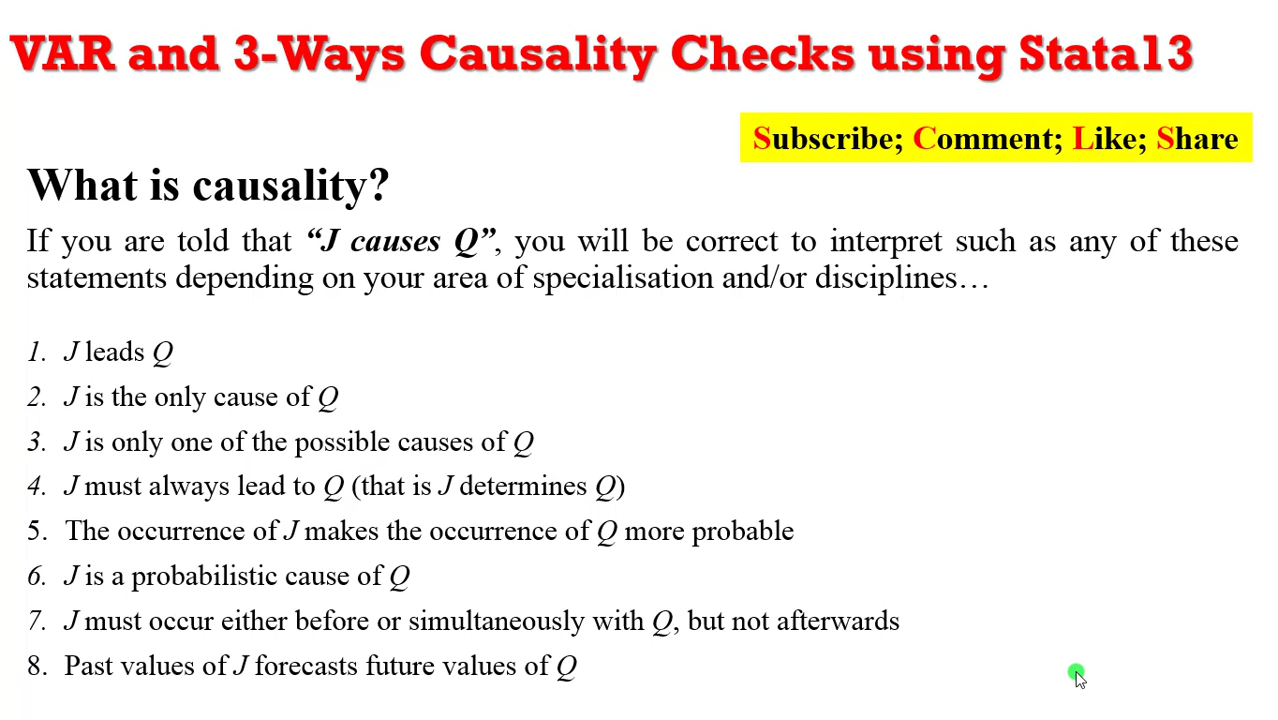 VAR and 3-Ways Causality Checks using Stata13
Subscribe; Comment; Like; Share
What is causality?
If you are told that “J causes Q”, you will be correct to interpret such as any of these
statements depending on your area of specialisation and/or disciplines…
1. J leads Q
2. J is the only cause of Q
3. J is only one of the possible causes of Q
4. J must always lead to Q (that is J determines Q)
5. The occurrence of J makes the occurrence of Q more probable
6. J is a probabilistic cause of Q
7. J must occur either before or simultaneously with Q, but not afterwards
8. Past values of J forecasts future values of Q